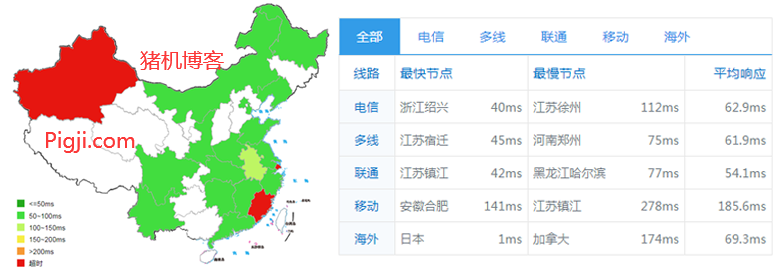 猪机博客
Pigji.com
<=50ms
50~100ms
100~150ms
150~200ms
>200ms
超时
全部 电信 多线 联通 移动 海外
线路 最快节点 最慢节点 平均响应
电信 浙江绍兴 40ms 江苏徐州 112ms 62.9ms
多线 江苏宿迁 45ms 河南郑州 75ms 61.9ms
联通 江苏镇江 42ms 黑龙江哈尔滨 77ms 54.1ms
移动 安徽合肥 141ms 江苏镇江 278ms 185.6ms
海外 日本 1ms 加拿大 174ms 69.3ms